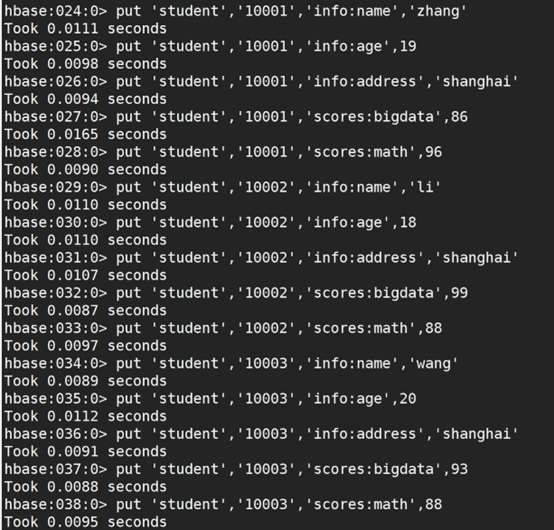 hbase:024:0> put 'student','10001','info:name','zhang'
Took 0.0111 seconds
hbase:025:0> put 'student','10001','info:age',19
Took 0.0098 seconds
hbase:026:0> put 'student','10001','info:address','shanghai'
Took 0.0094 seconds
hbase:027:0> put 'student','10001','scores:bigdata',86
Took 0.0165 seconds
hbase:028:0> put 'student','10001','scores:math',96
Took 0.0090 seconds
hbase:029:0> put 'student','10002','info:name','li'
Took 0.0110 seconds
hbase:030:0> put 'student','10002','info:age',18
Took 0.0110 seconds
hbase:031:0> put 'student','10002','info:address','shanghai'
Took 0.0107 seconds
hbase:032:0> put 'student','10002','scores:bigdata',99
Took 0.0087 seconds
hbase:033:0> put 'student','10002','scores:math',88
Took 0.0097 seconds
hbase:034:0> put 'student','10003','info:name','wang'
Took 0.0089 seconds
hbase:035:0> put 'student','10003','info:age',20
Took 0.0112 seconds
hbase:036:0> put 'student','10003','info:address','shanghai'
Took 0.0091 seconds
hbase:037:0> put 'student','10003','scores:bigdata',93
Took 0.0088 seconds
hbase:038:0> put 'student','10003','scores:math',88
Took 0.0095 seconds